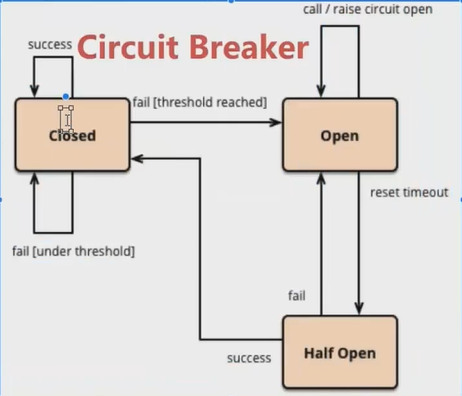 call / raise circuit open
success
Circuit Breaker
fail [threshold reached]
Closed
Open
reset timeout
fail [under threshold]
fail
success
Half Open